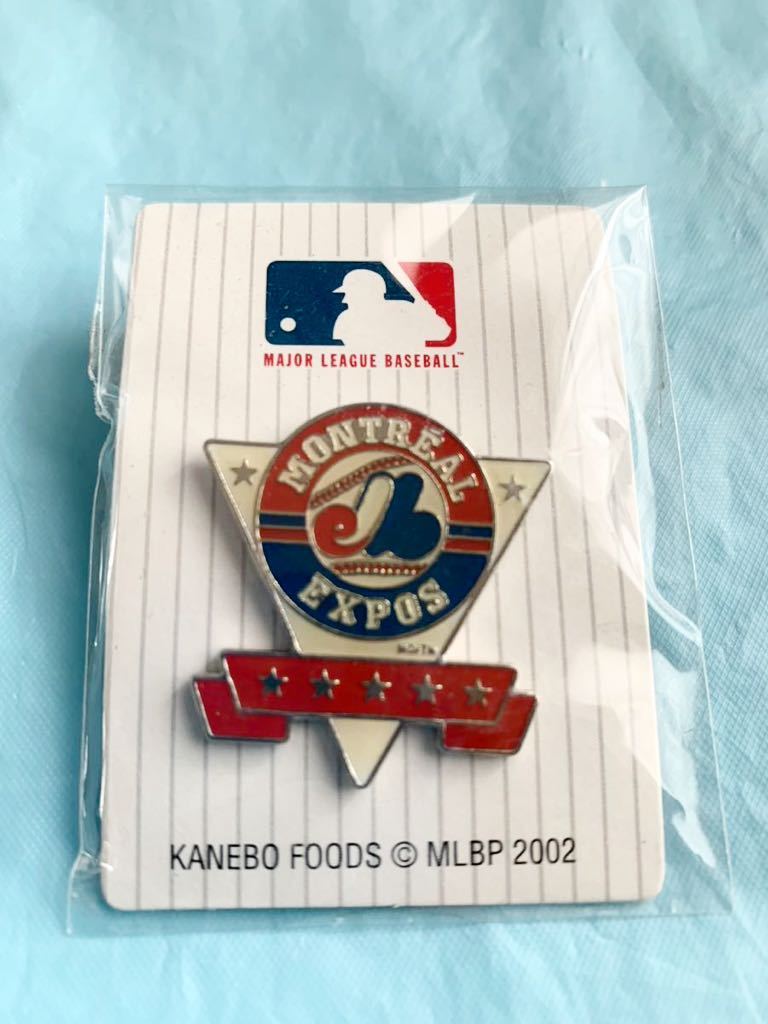 MAJOR LEAGUE BASEBALL™
MONTRÉAL
EXPOS
KANEBO FOODS © MLBP 2002